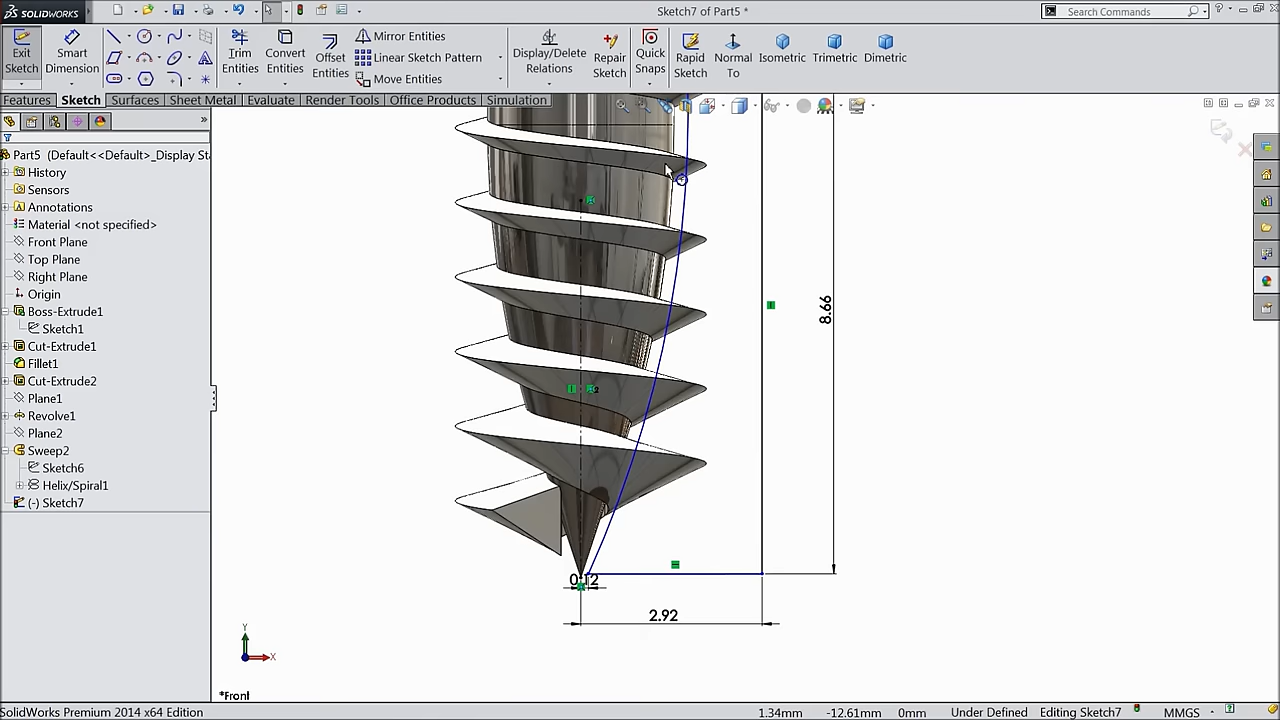 SOLIDWORKS
Sketch7 of Part5 *
Search Commands
Exit Sketch
Smart Dimension
Trim Entities
Convert Entities
Offset Entities
Mirror Entities
Linear Sketch Pattern
Move Entities
Display/Delete Relations
Repair Sketch
Quick Snaps
Rapid Sketch
Normal To
Isometric
Trimetric
Dimetric
Features
Sketch
Surfaces
Sheet Metal
Evaluate
Render Tools
Office Products
Simulation
Part5 (Default<<Default>_Display St
History
Sensors
Annotations
Material <not specified>
Front Plane
Top Plane
Right Plane
Origin
Boss-Extrude1
Sketch1
Cut-Extrude1
Fillet1
Cut-Extrude2
Plane1
Revolve1
Plane2
Sweep2
Sketch6
Helix/Spiral1
(-) Sketch7
8.66
0.12
2.92
Y
X
*Front
SolidWorks Premium 2014 x64 Edition
1.34mm
-12.61mm
0mm
Under Defined
Editing Sketch7
MMGS